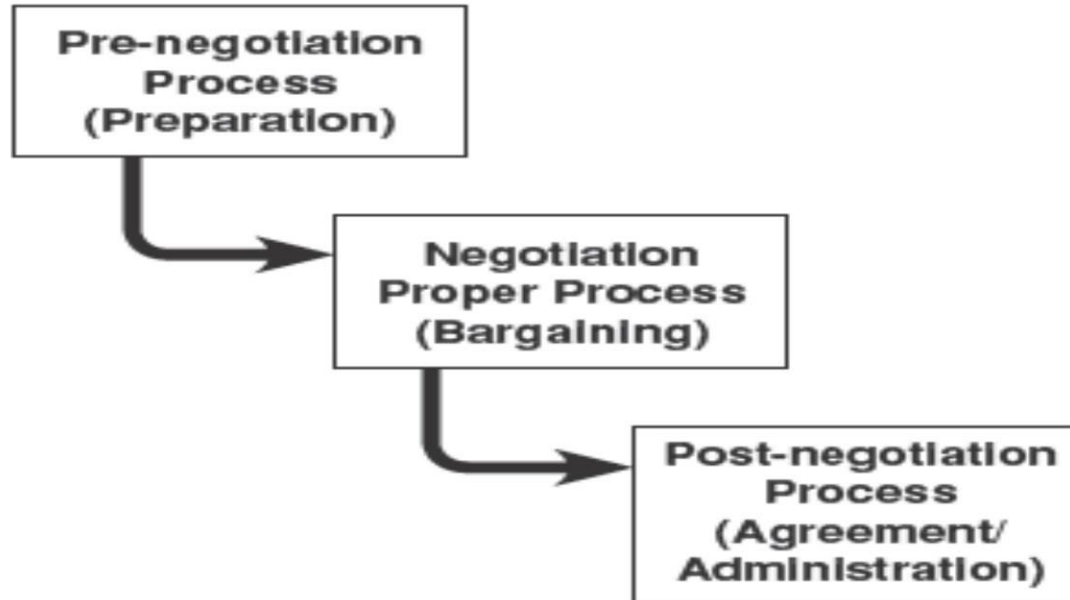 Pre-negotiation
Process
(Preparation)
Negotiation
Proper Process
(Bargaining)
Post-negotiation
Process
(Agreement/
Administration)